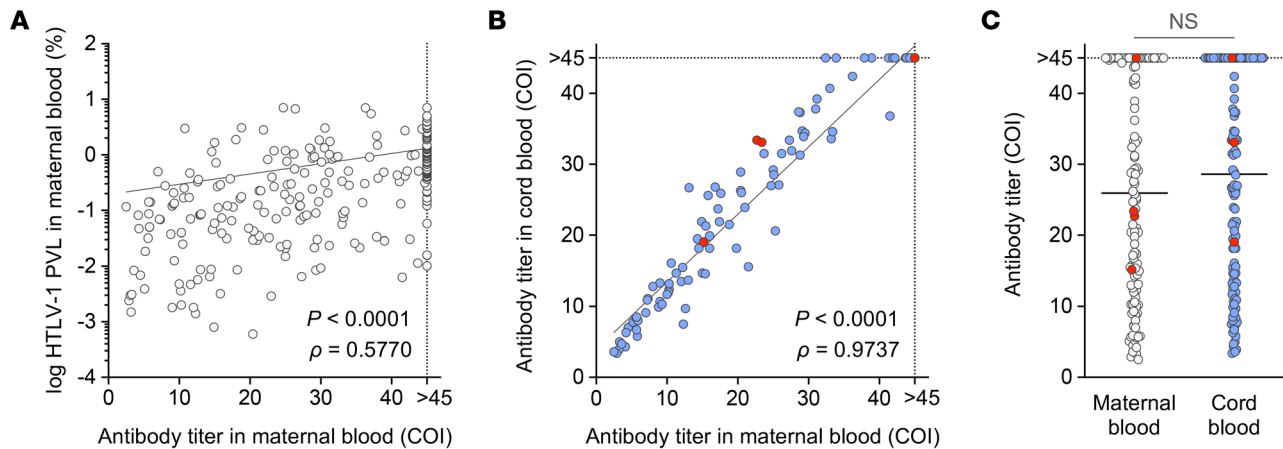 A
log HTLV-1 PVL in maternal blood (%)
2
1
0
-1
-2
-3
-4
P < 0.0001
ρ = 0.5770
0
10
20
30
40
>45
Antibody titer in maternal blood (COI)
B
Antibody titer in cord blood (COI)
>45
40
30
20
10
0
P < 0.0001
ρ = 0.9737
0
10
20
30
40
>45
Antibody titer in maternal blood (COI)
C
NS
Antibody titer (COI)
>45
40
30
20
10
0
Maternal
blood
Cord
blood